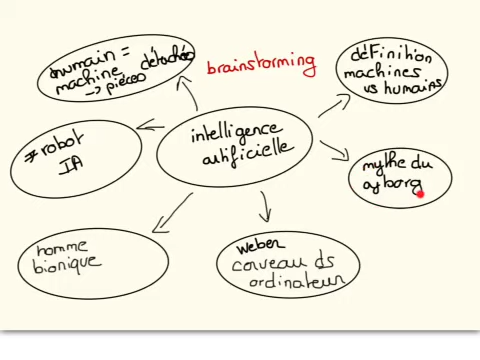 humain =
machine détachées
-> pièces
brainstorming
définition
machines
vs humains
intelligence
artificielle
≠ robot
IA
mythe du
cyborg
homme
bionique
weber
cerveau ds
ordinateur